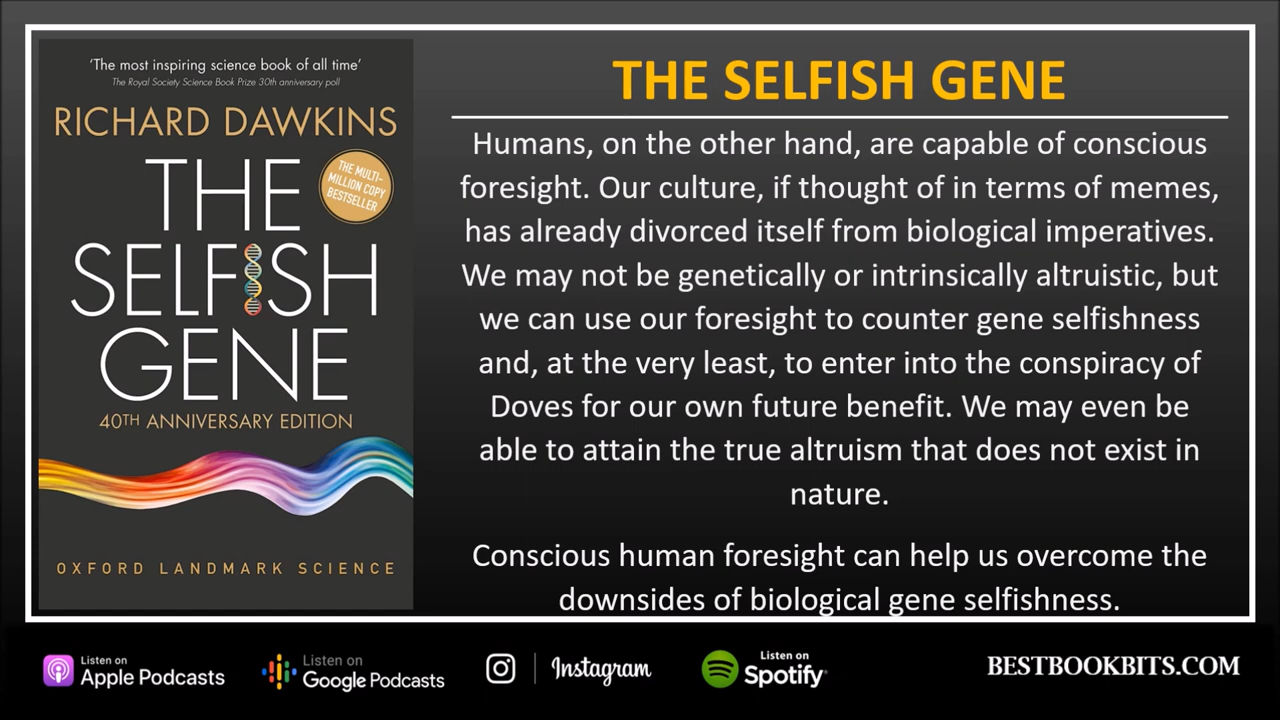 'The most inspiring science book of all time'
The Royal Society Science Book Prize 30th anniversary poll
RICHARD DAWKINS
THE
SELFISH
GENE
THE MULTI-
MILLION COPY
BESTSELLER
40TH ANNIVERSARY EDITION
OXFORD LANDMARK SCIENCE
THE SELFISH GENE
Humans, on the other hand, are capable of conscious
foresight. Our culture, if thought of in terms of memes,
has already divorced itself from biological imperatives.
We may not be genetically or intrinsically altruistic, but
we can use our foresight to counter gene selfishness
and, at the very least, to enter into the conspiracy of
Doves for our own future benefit. We may even be
able to attain the true altruism that does not exist in
nature.
Conscious human foresight can help us overcome the
downsides of biological gene selfishness.
Listen on
Apple Podcasts
Listen on
Google Podcasts
Instagram
Listen on
Spotify
BESTBOOKBITS.COM